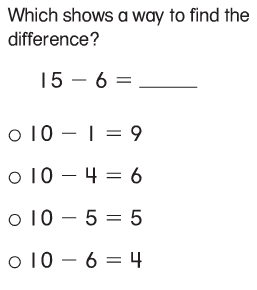 Which shows a way to find the
difference?
15 − 6 = _____
○ 10 − 1 = 9
○ 10 − 4 = 6
○ 10 − 5 = 5
○ 10 − 6 = 4